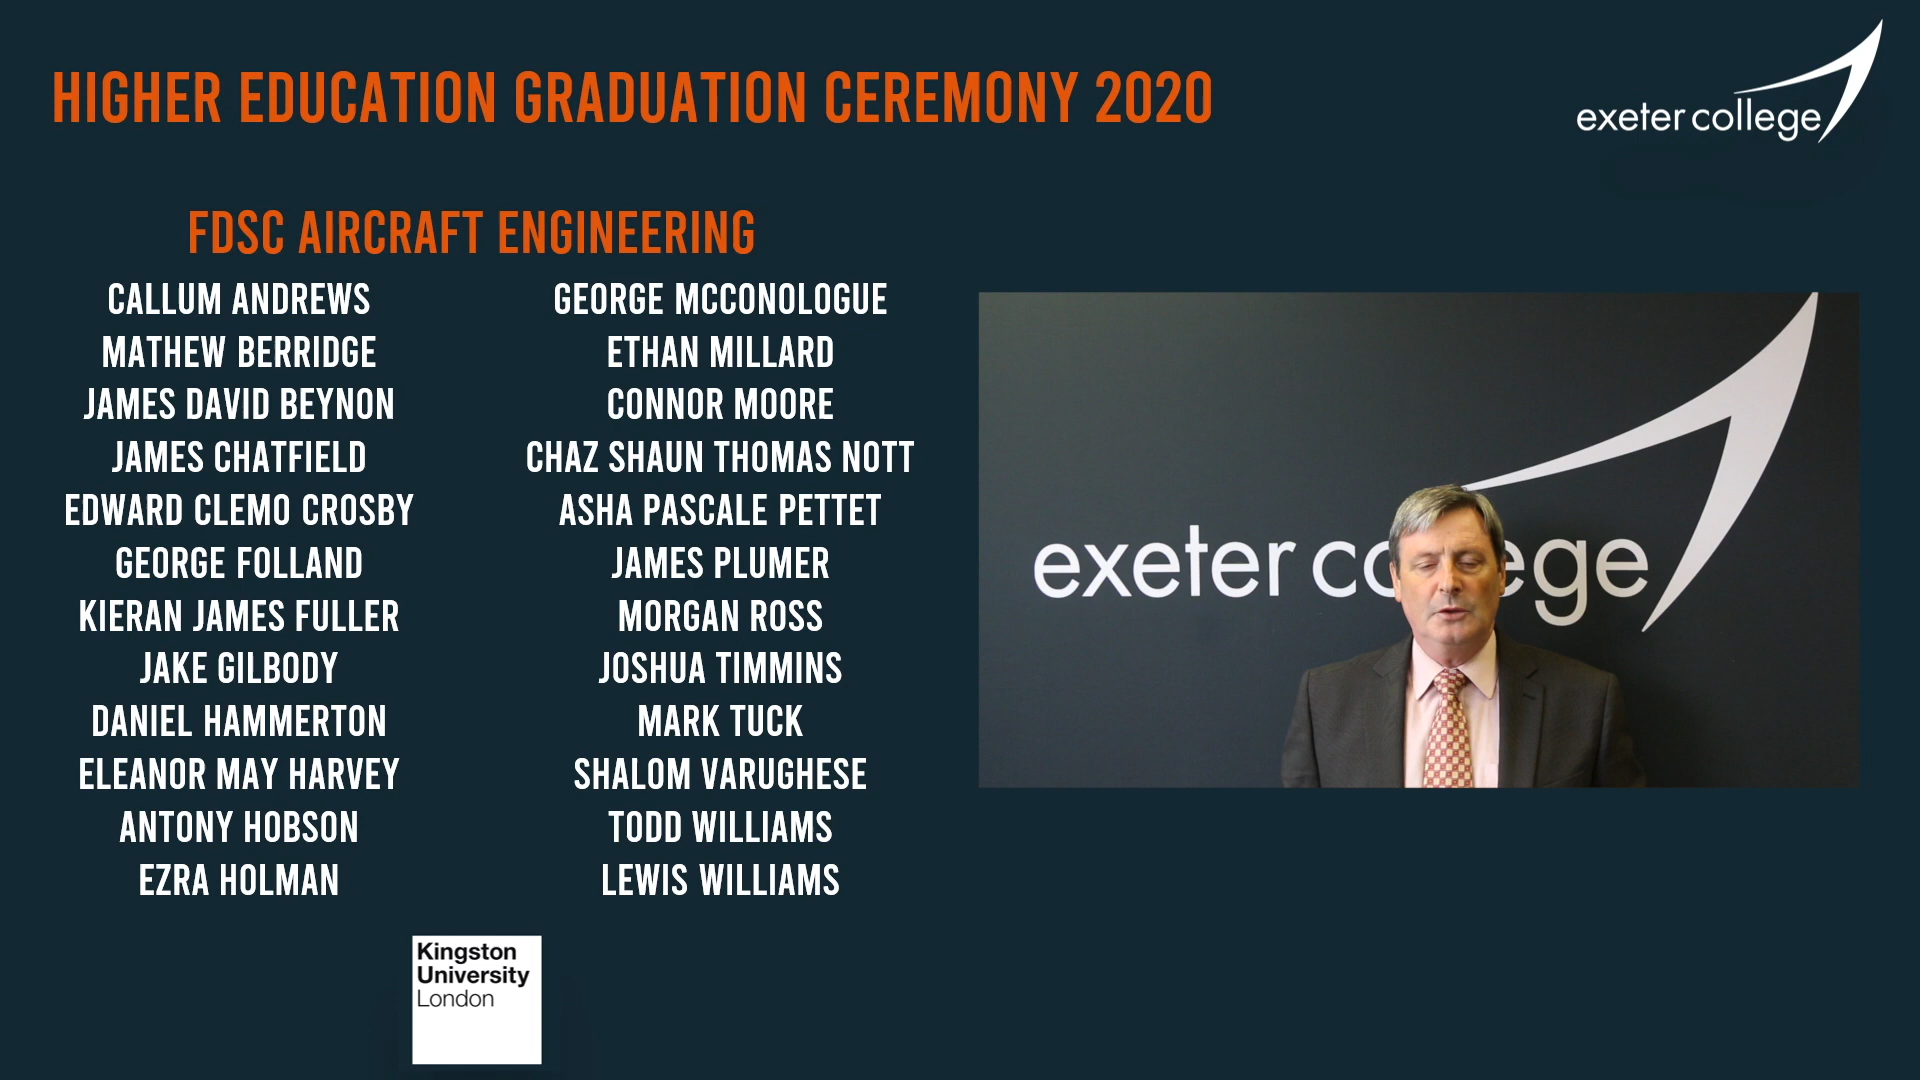 HIGHER EDUCATION GRADUATION CEREMONY 2020
exeter college
FDSC AIRCRAFT ENGINEERING
CALLUM ANDREWS
MATHEW BERRIDGE
JAMES DAVID BEYNON
JAMES CHATFIELD
EDWARD CLEMO CROSBY
GEORGE FOLLAND
KIERAN JAMES FULLER
JAKE GILBODY
DANIEL HAMMERTON
ELEANOR MAY HARVEY
ANTONY HOBSON
EZRA HOLMAN
GEORGE MCCONOLOGUE
ETHAN MILLARD
CONNOR MOORE
CHAZ SHAUN THOMAS NOTT
ASHA PASCALE PETTET
JAMES PLUMER
MORGAN ROSS
JOSHUA TIMMINS
MARK TUCK
SHALOM VARUGHESE
TODD WILLIAMS
LEWIS WILLIAMS
exeter co ege
Kingston
University
London